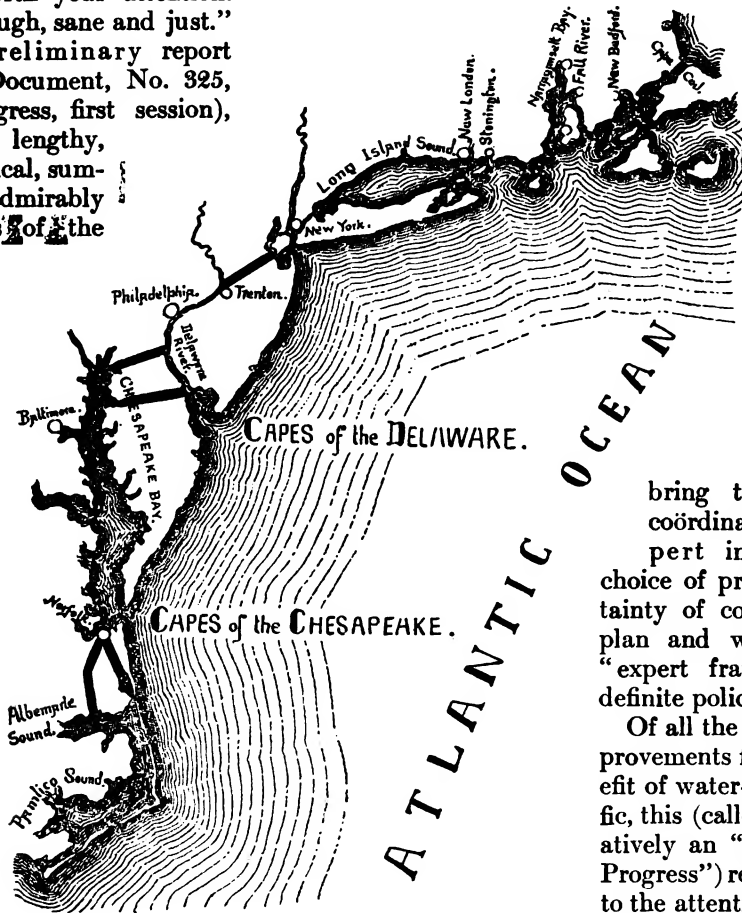 ugh, sane and just.”
reliminary report
Document, No. 325,
gress, first session),
lengthy,
cal, sum-
dmirably
of the
Narragansett Bay.
Fall River.
New Bedford.
Cape Cod.
New London.
Stonington.
Long Island Sound.
New York.
Philadelphia.
Trenton.
Delaware
River.
Baltimore.
CHESAPEAKE BAY.
CAPES of the DELAWARE.
ATLANTIC OCEAN
Norfolk
CAPES of the CHESAPEAKE.
Albemarle
Sound.
Pamlico Sound.
bring t
coördina
pert in
choice of pr
tainty of co
plan and w
“expert fra
definite polic
Of all the
provements
efit of water-
fic, this (call
atively an “
Progress”) re
to the attent